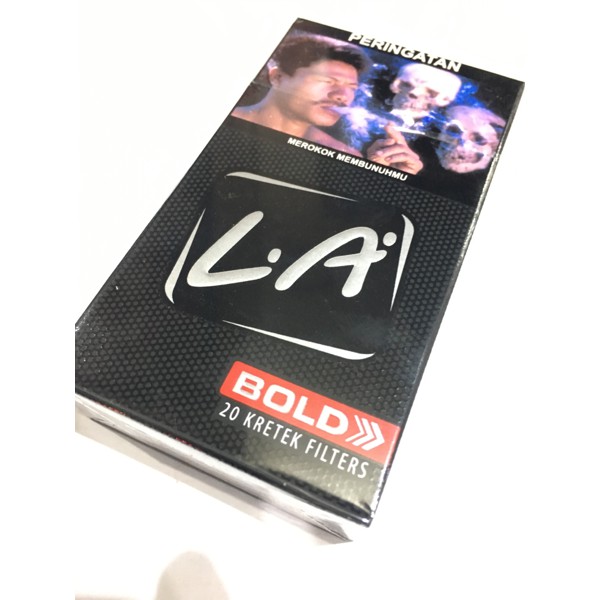 PERINGATAN
MEROKOK MEMBUNUHMU
L.A.
BOLD
20 KRETEK FILTERS